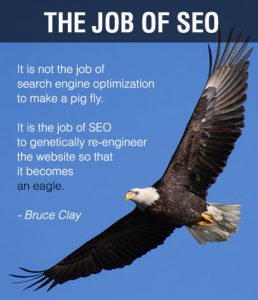 THE JOB OF SEO
It is not the job of
search engine optimization
to make a pig fly.
It is the job of SEO
to genetically re-engineer
the website so that
it becomes
an eagle.
- Bruce Clay